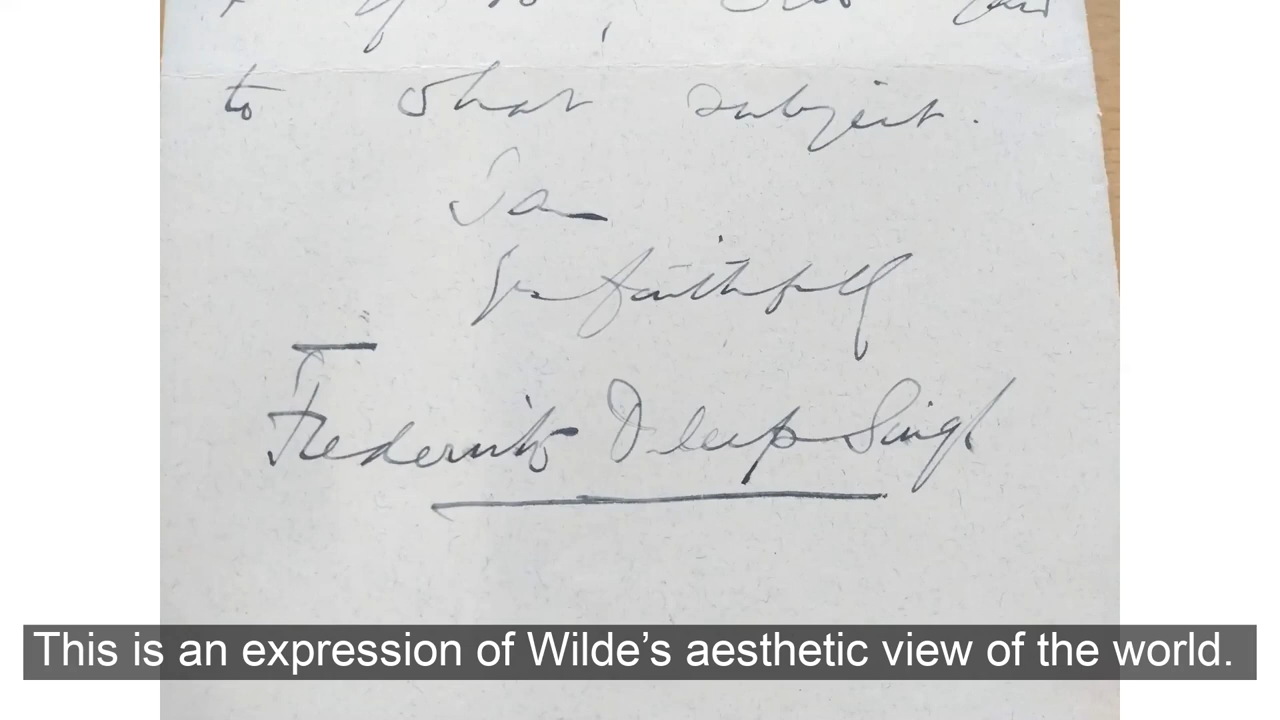 to what subject.
I am
Yrs faithfully
Frederick Duleep Singh
This is an expression of Wilde’s aesthetic view of the world.